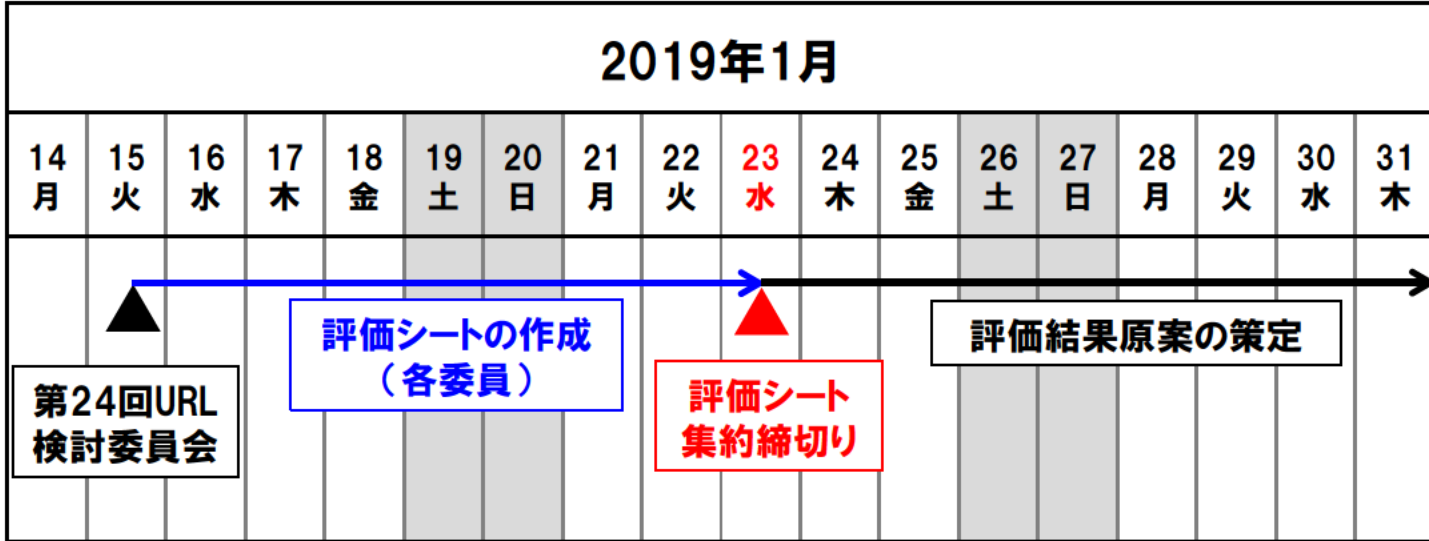 2019年1月
14 15 16 17 18 19 20 21 22 23 24 25 26 27 28 29 30 31
月 火 水 木 金 土 日 月 火 水 木 金 土 日 月 火 水 木
第24回URL
検討委員会
評価シートの作成
（各委員）
評価シート
集約締切り
評価結果原案の策定